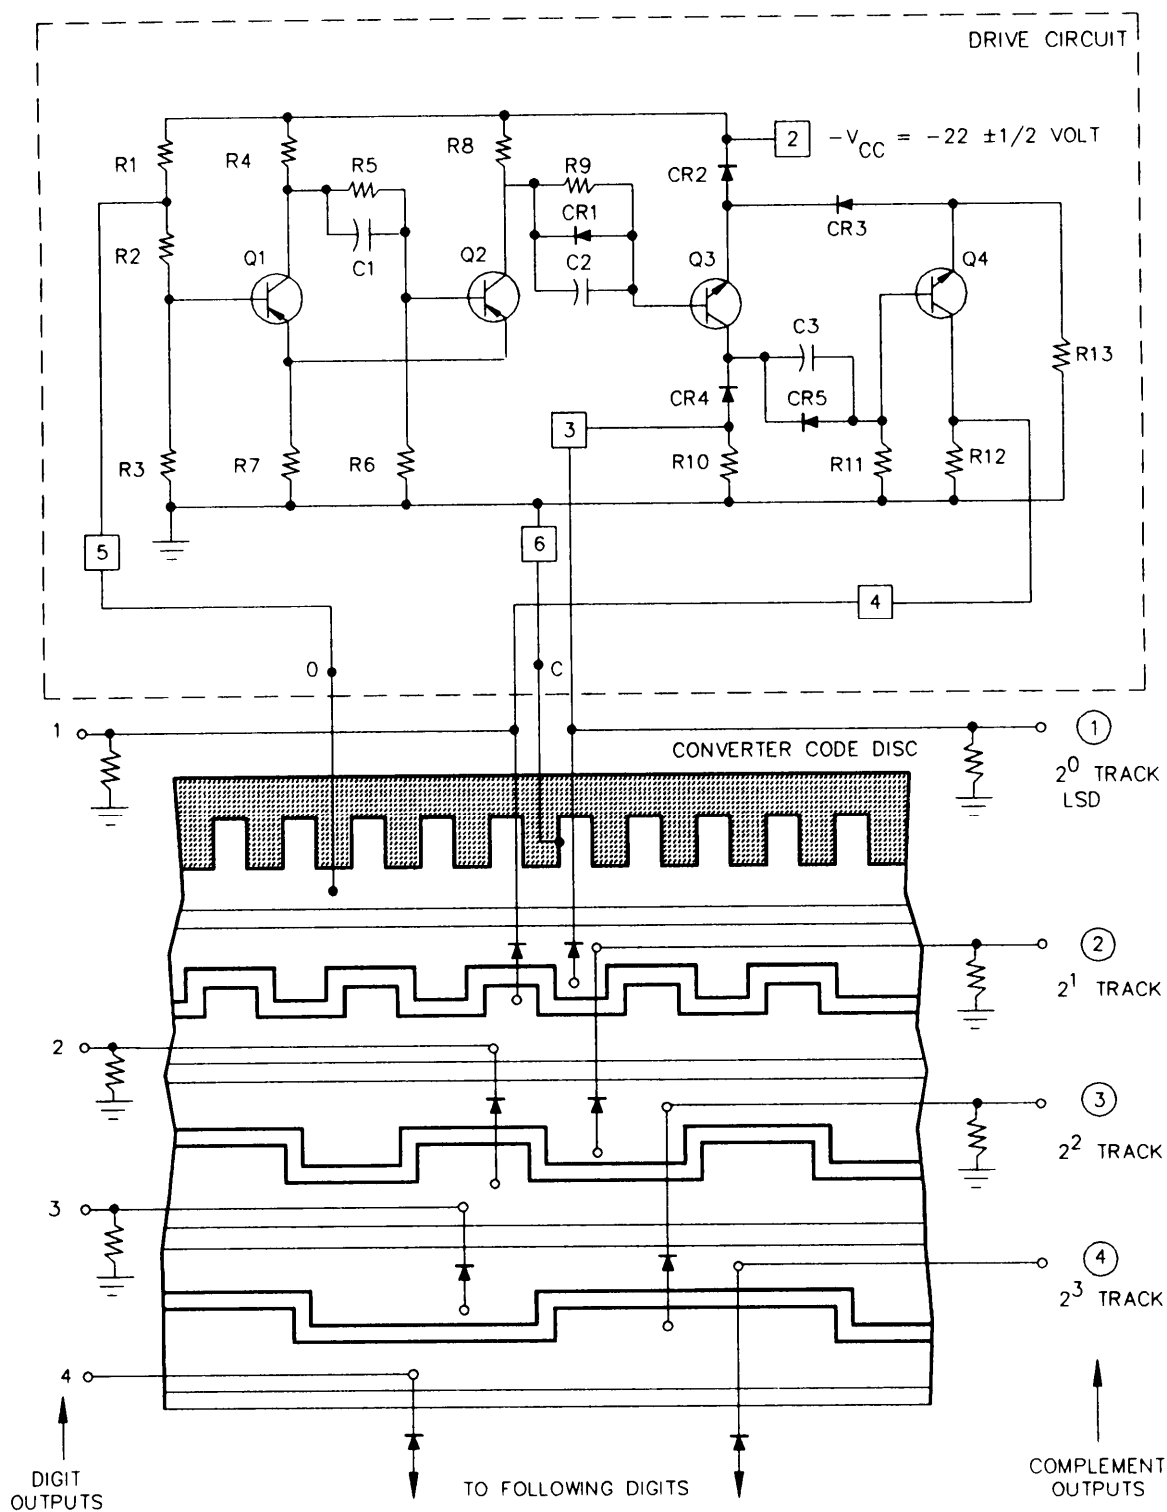 DRIVE CIRCUIT
2
-V_CC = -22 ±1/2 VOLT
R1
R4
R5
R8
R9
CR2
CR1
CR3
R2
Q1
C1
Q2
C2
Q3
Q4
C3
R13
CR4
CR5
3
R3
R7
R6
R10
R11
R12
5
6
4
O
C
1
1
2^0 TRACK
LSD
CONVERTER CODE DISC
2
2^1 TRACK
2
3
2^2 TRACK
3
4
2^3 TRACK
4
DIGIT
OUTPUTS
TO FOLLOWING DIGITS
COMPLEMENT
OUTPUTS